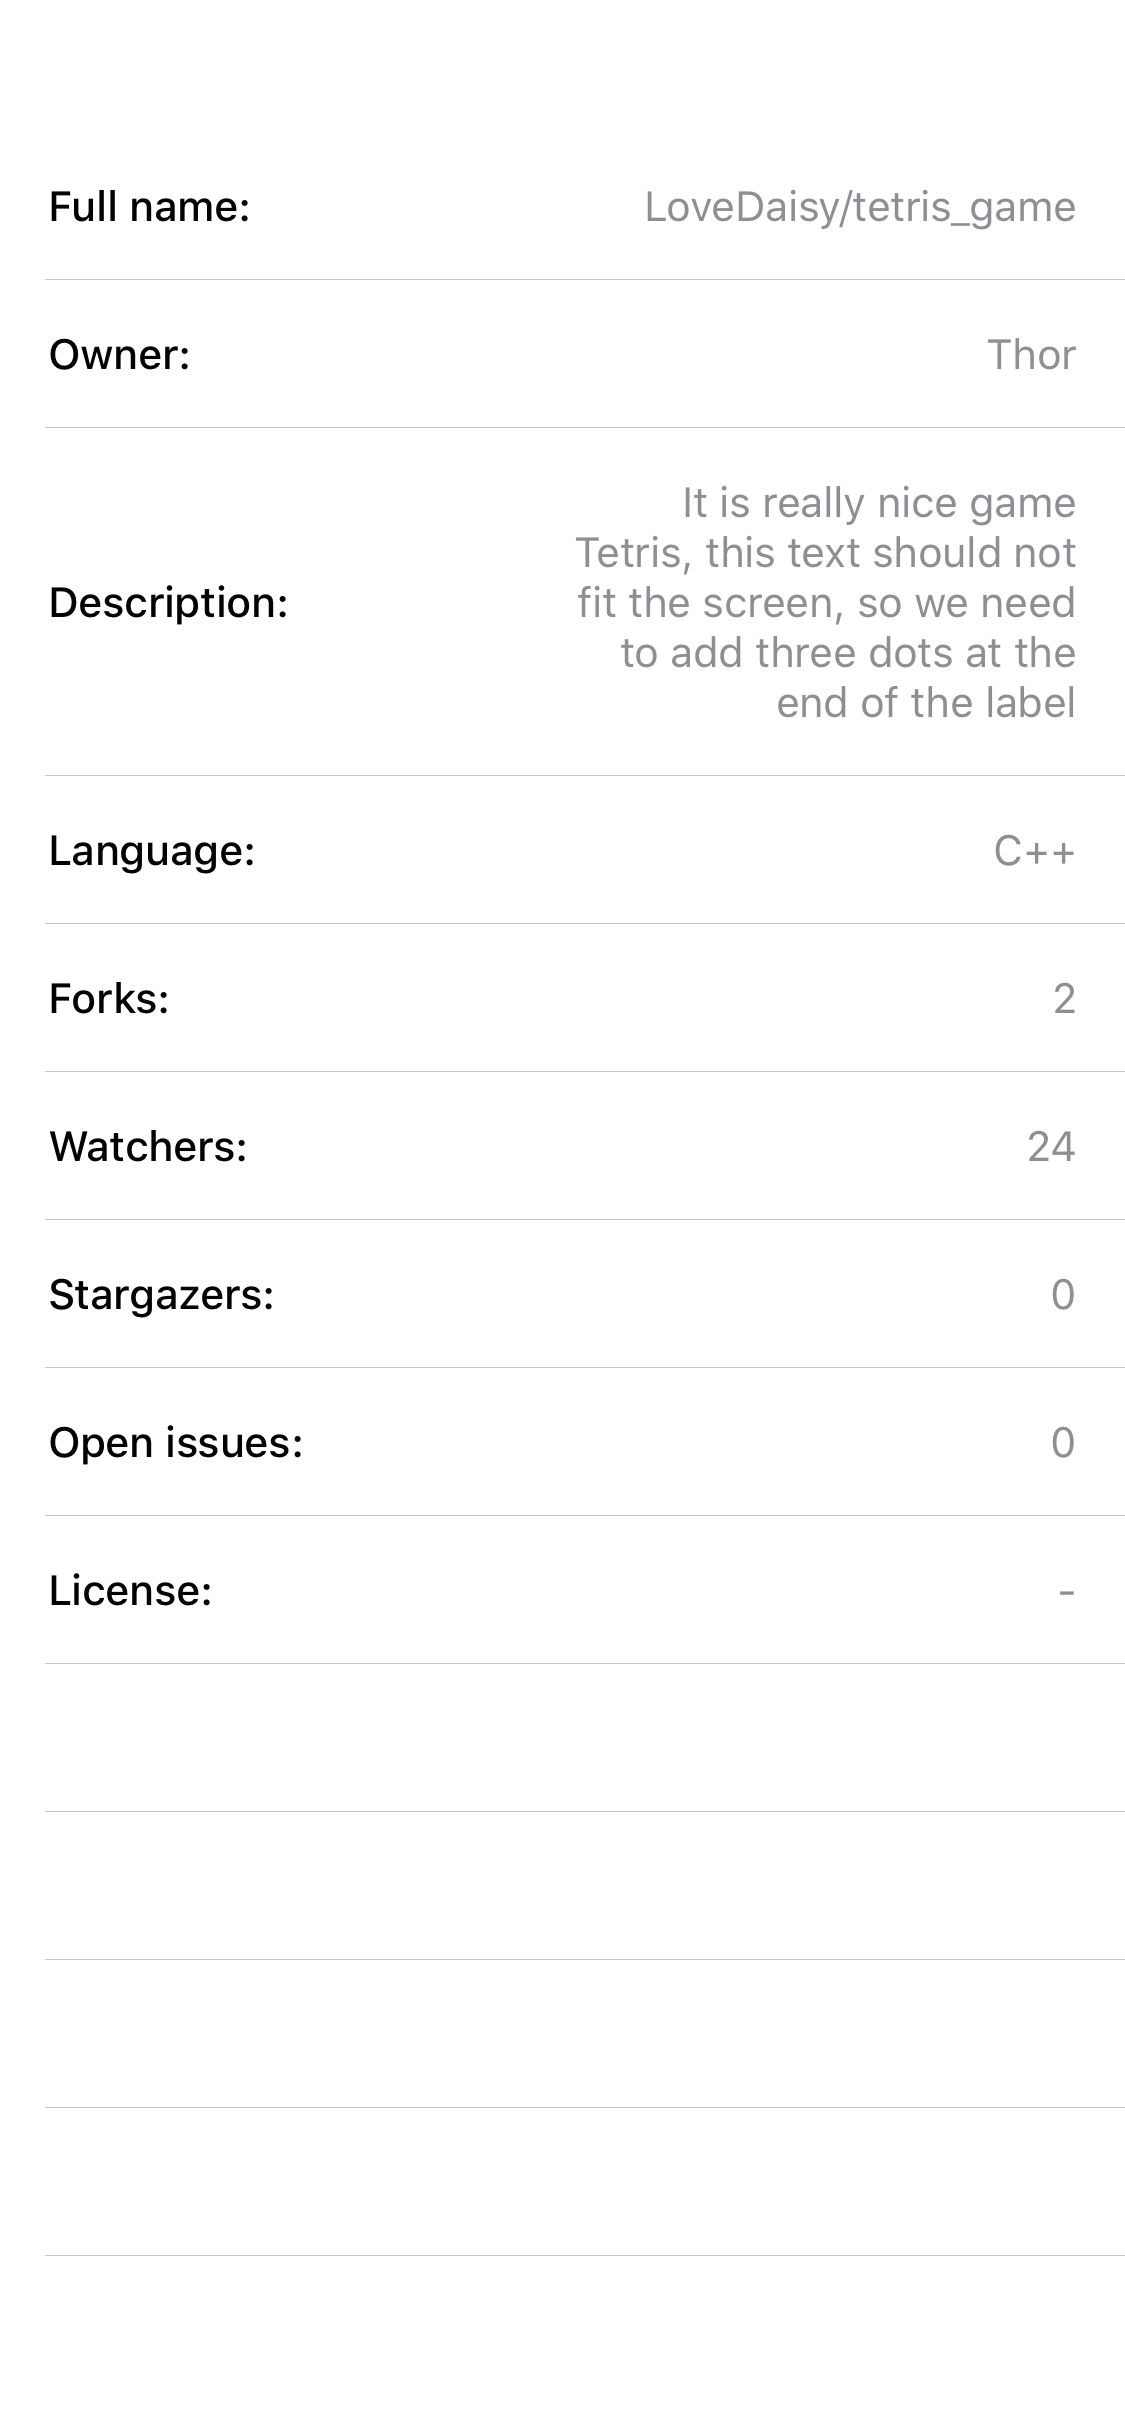 Full name: LoveDaisy/tetris_game
Owner: Thor
It is really nice game
Tetris, this text should not
Description: fit the screen, so we need
to add three dots at the
end of the label
Language: C++
Forks: 2
Watchers: 24
Stargazers: 0
Open issues: 0
License: -